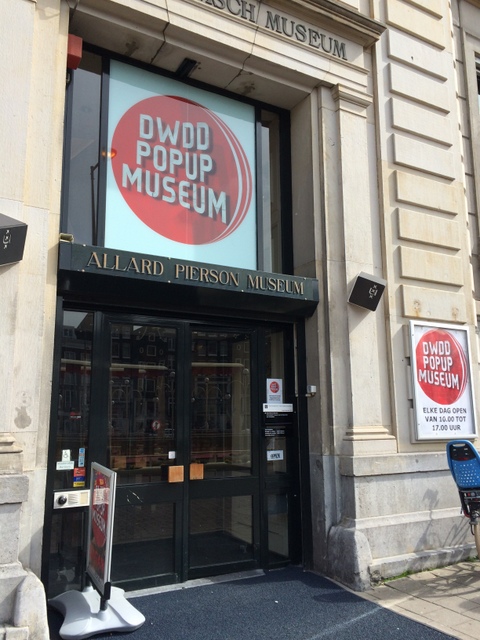 MUSEUM
DWDD
POPUP
MUSEUM
ALLARD PIERSON MUSEUM
DWDD
POPUP
MUSEUM
ELKE DAG OPEN
VAN 10.00 TOT
17.00 UUR
OPEN